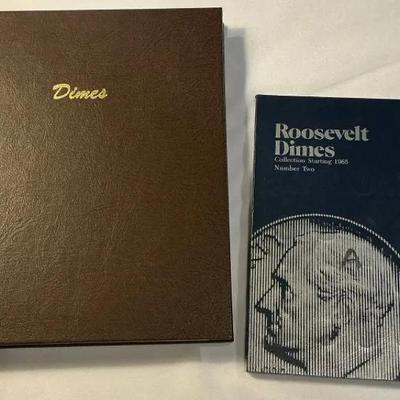 Dimes
Roosevelt
Dimes
Collection Starting 1965
Number Two
A